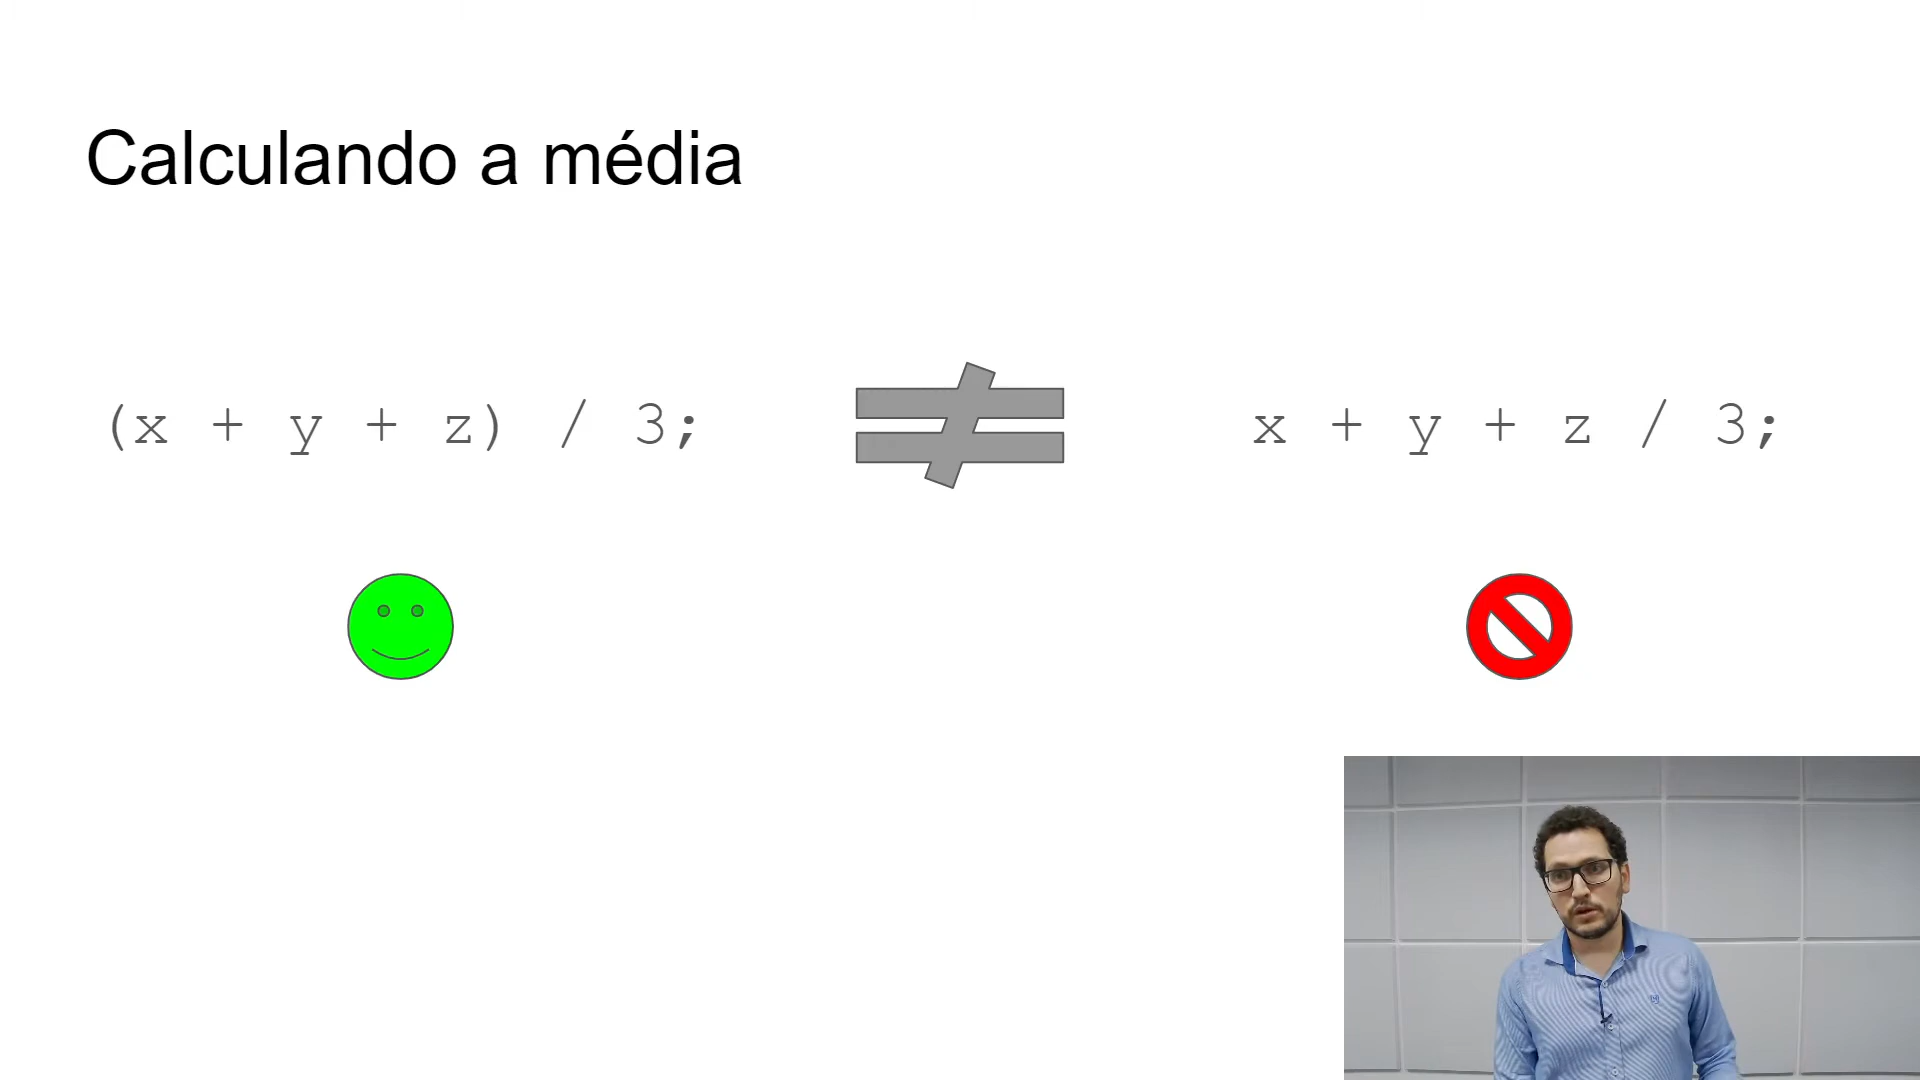 Calculando a média
(x + y + z) / 3;
x + y + z / 3;